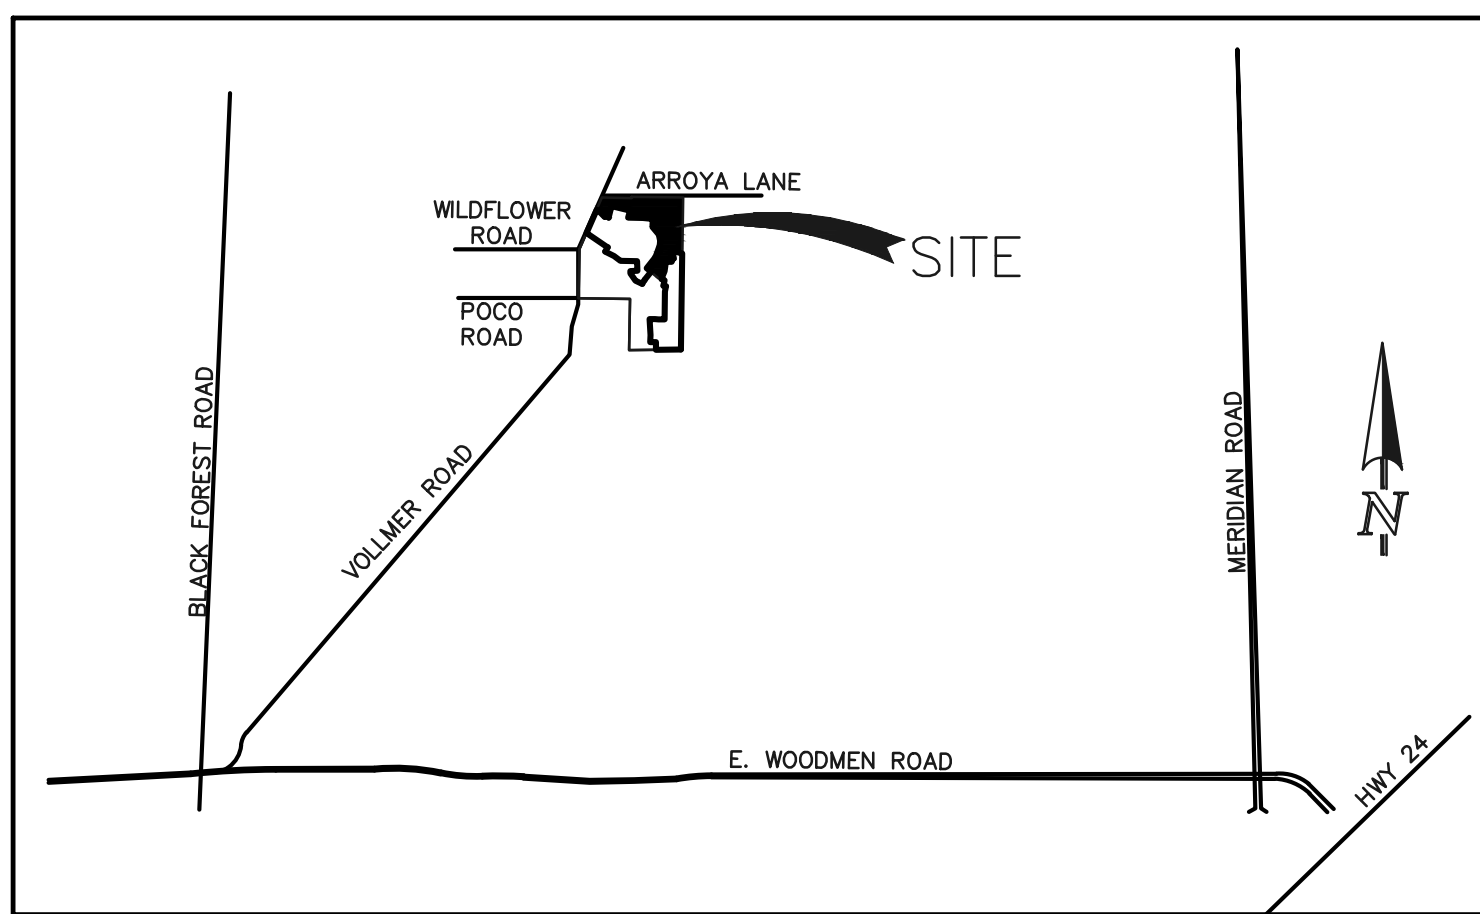 ARROYA LANE
WILDFLOWER
ROAD
SITE
POCO
ROAD
BLACK FOREST ROAD
VOLLMER ROAD
MERIDIAN ROAD
N
E. WOODMEN ROAD
HWY 24